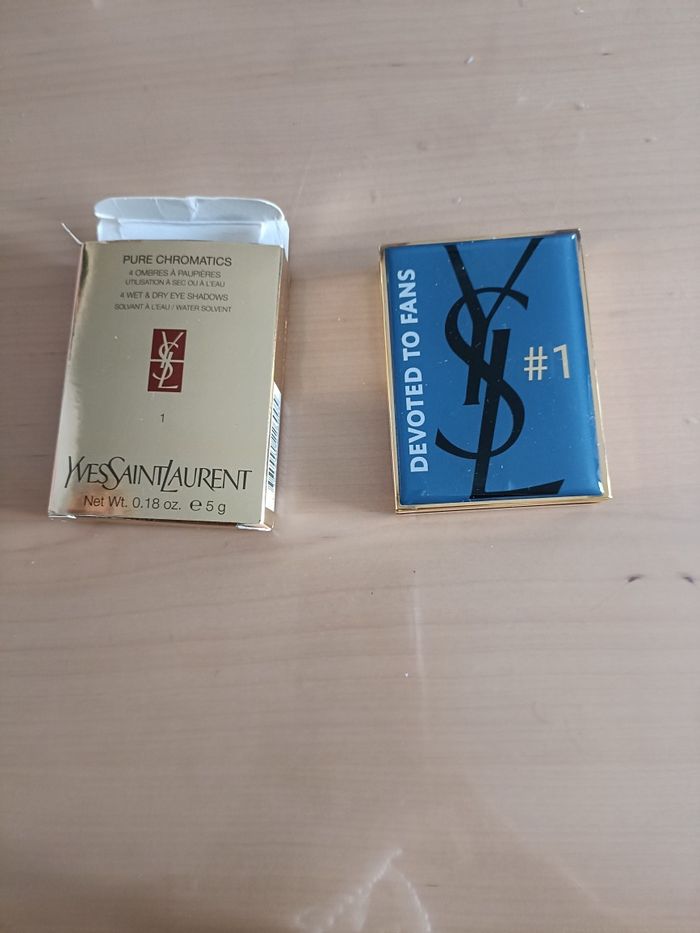 PURE CHROMATICS
4 OMBRES À PAUPIÈRES
UTILISATION À SEC OU À L'EAU
4 WET & DRY EYE SHADOWS
SOLVANT À L'EAU / WATER SOLVENT
YSL
1
YVESSAINTLAURENT
Net Wt. 0.18 oz. ℮ 5 g
DEVOTED TO FANS
YSL
#1